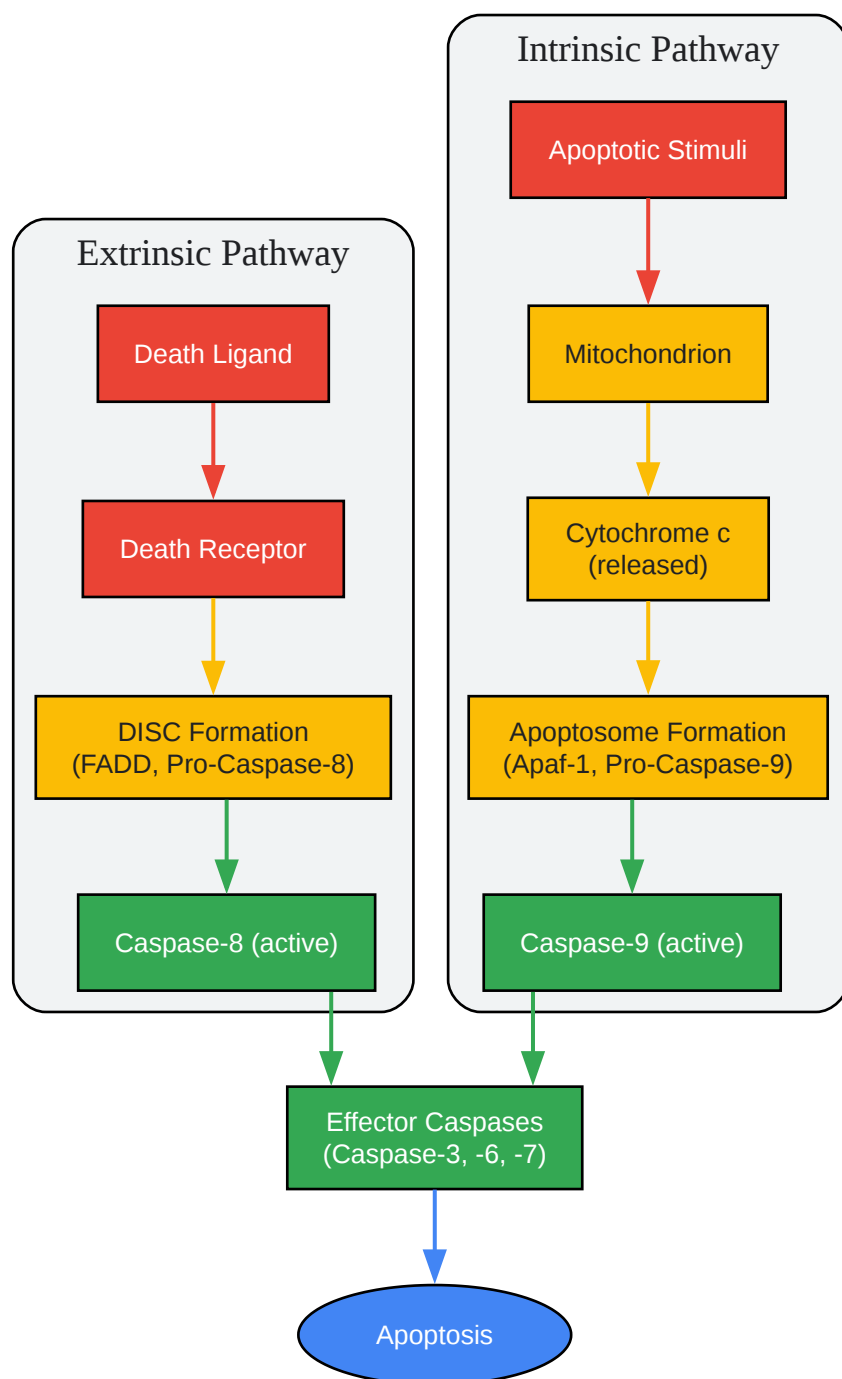 Extrinsic Pathway
Death Ligand
Death Receptor
DISC Formation
(FADD, Pro-Caspase-8)
Caspase-8 (active)
Intrinsic Pathway
Apoptotic Stimuli
Mitochondrion
Cytochrome c
(released)
Apoptosome Formation
(Apaf-1, Pro-Caspase-9)
Caspase-9 (active)
Effector Caspases
(Caspase-3, -6, -7)
Apoptosis